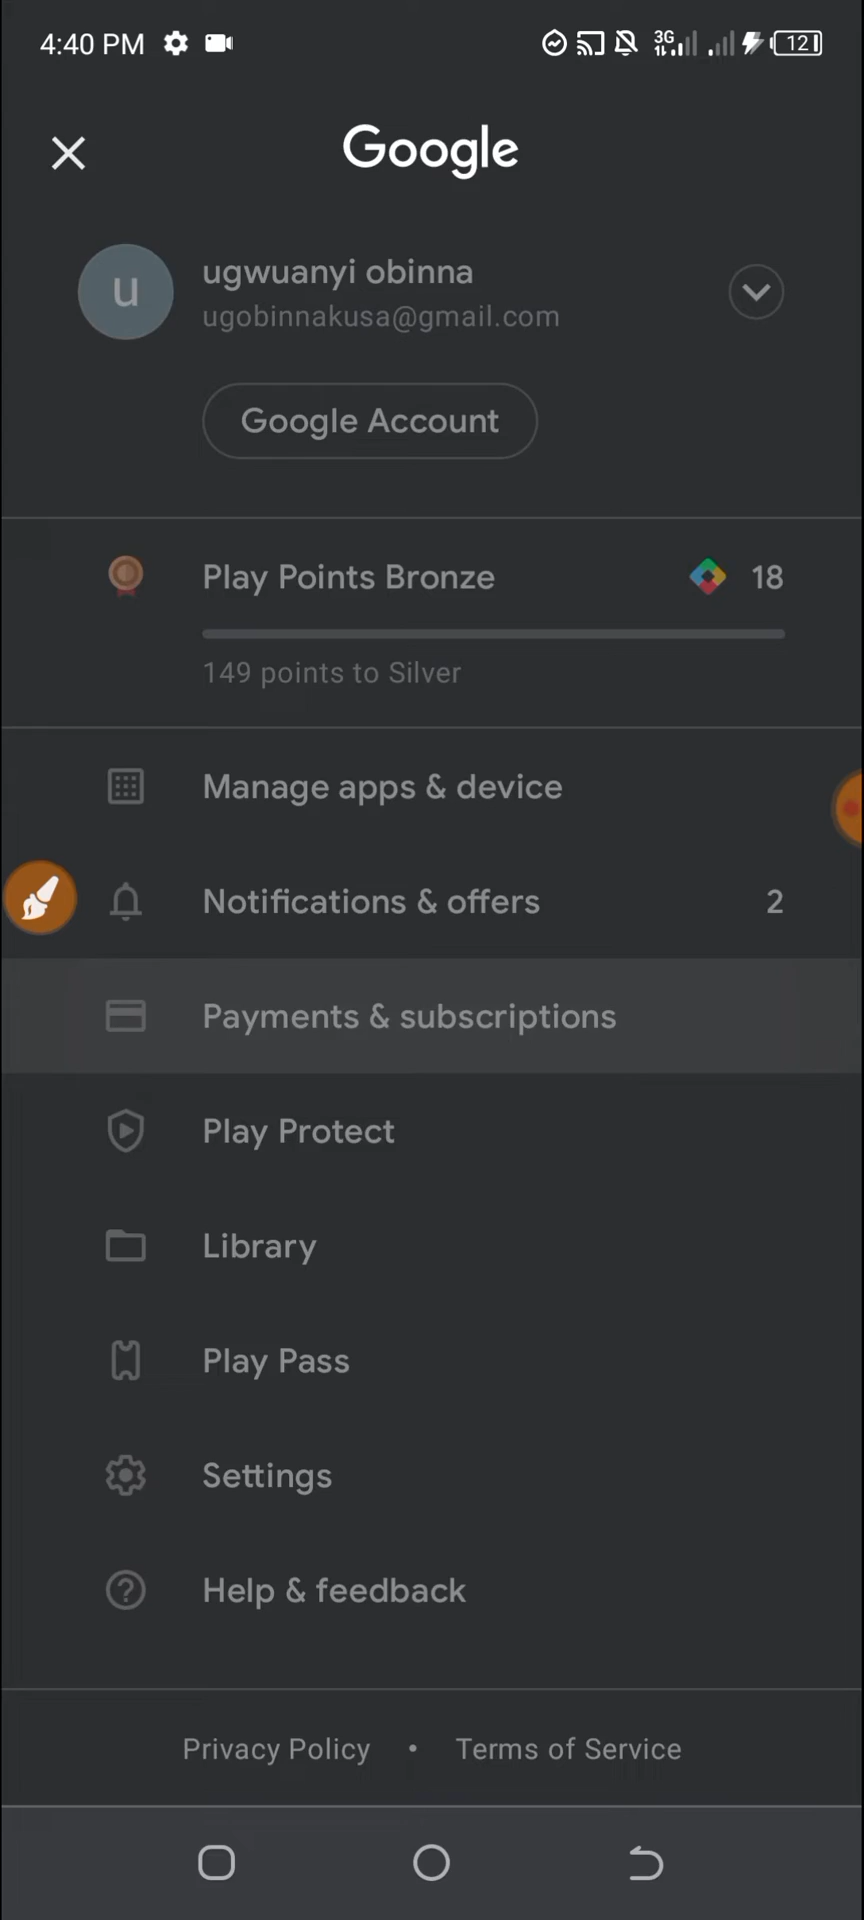 4:40 PM 3G 12
Google
u
ugwuanyi obinna
ugobinnakusa@gmail.com
Google Account
Play Points Bronze 18
149 points to Silver
Manage apps & device
Notifications & offers 2
Payments & subscriptions
Play Protect
Library
Play Pass
Settings
Help & feedback
Privacy Policy • Terms of Service